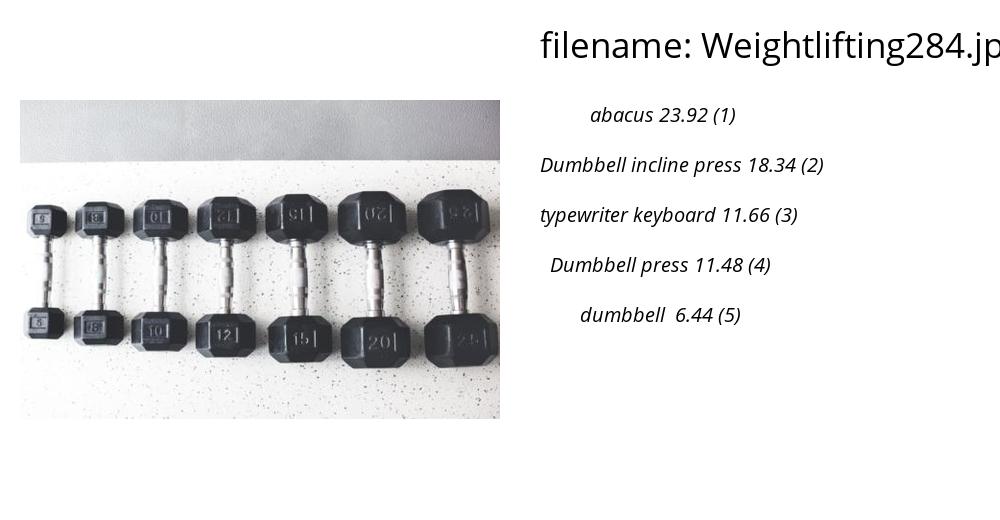 filename: Weightlifting284.jp
abacus 23.92 (1)
Dumbbell incline press 18.34 (2)
typewriter keyboard 11.66 (3)
Dumbbell press 11.48 (4)
dumbbell 6.44 (5)
5 8 10 12 15 20 25
5 8 10 12 15 20 25